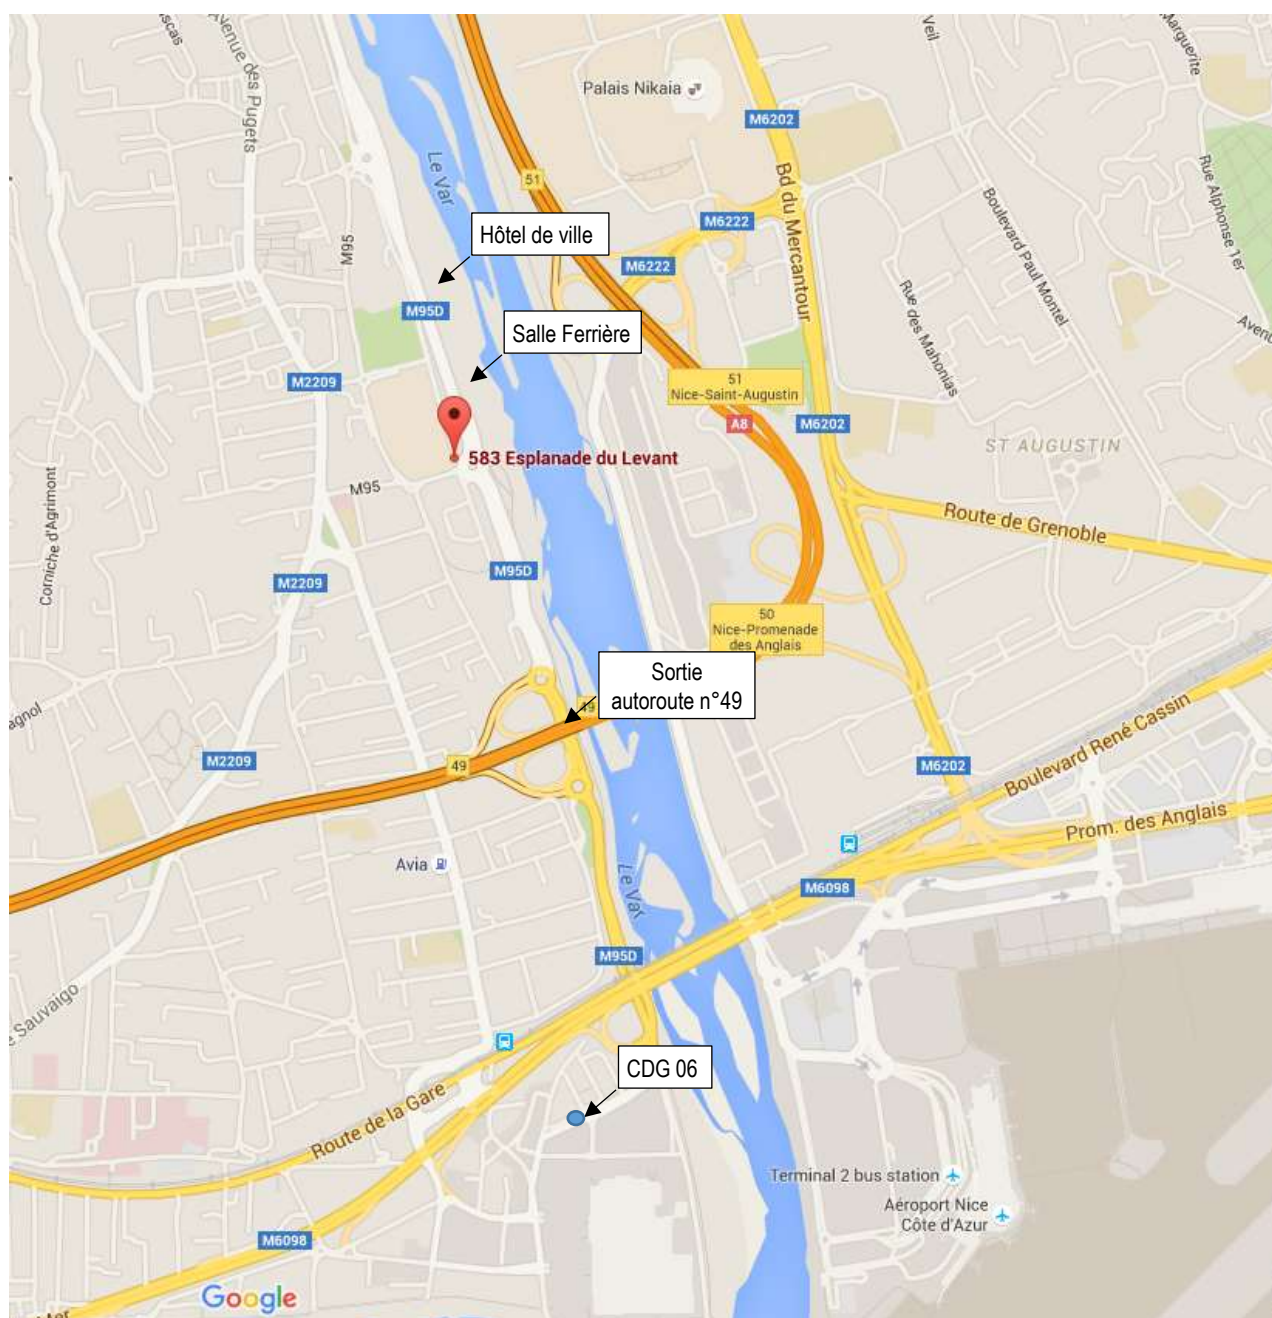 Avenue des Pugets
Veil
Marguerite
Palais Nikaia
M6202
Le Var
51
Rue Alphonse 1er
Bd du Mercantour
Boulevard Paul Montel
M6222
Hôtel de ville
M95
M6222
Rue des Mahonias
M95D
Salle Ferrière
M2209
51
Nice-Saint-Augustin
A8
M6202
ST AUGUSTIN
583 Esplanade du Levant
M95
Corniche d'Agrimont
Route de Grenoble
M95D
M2209
50
Nice-Promenade
des Anglais
Sortie
autoroute n°49
49
M2209
49
M6202
Boulevard René Cassin
Prom. des Anglais
Avia
Le Var
M6098
M95D
Sauvaigo
CDG 06
Route de la Gare
Terminal 2 bus station
Aéroport Nice
Côte d'Azur
M6098
Google